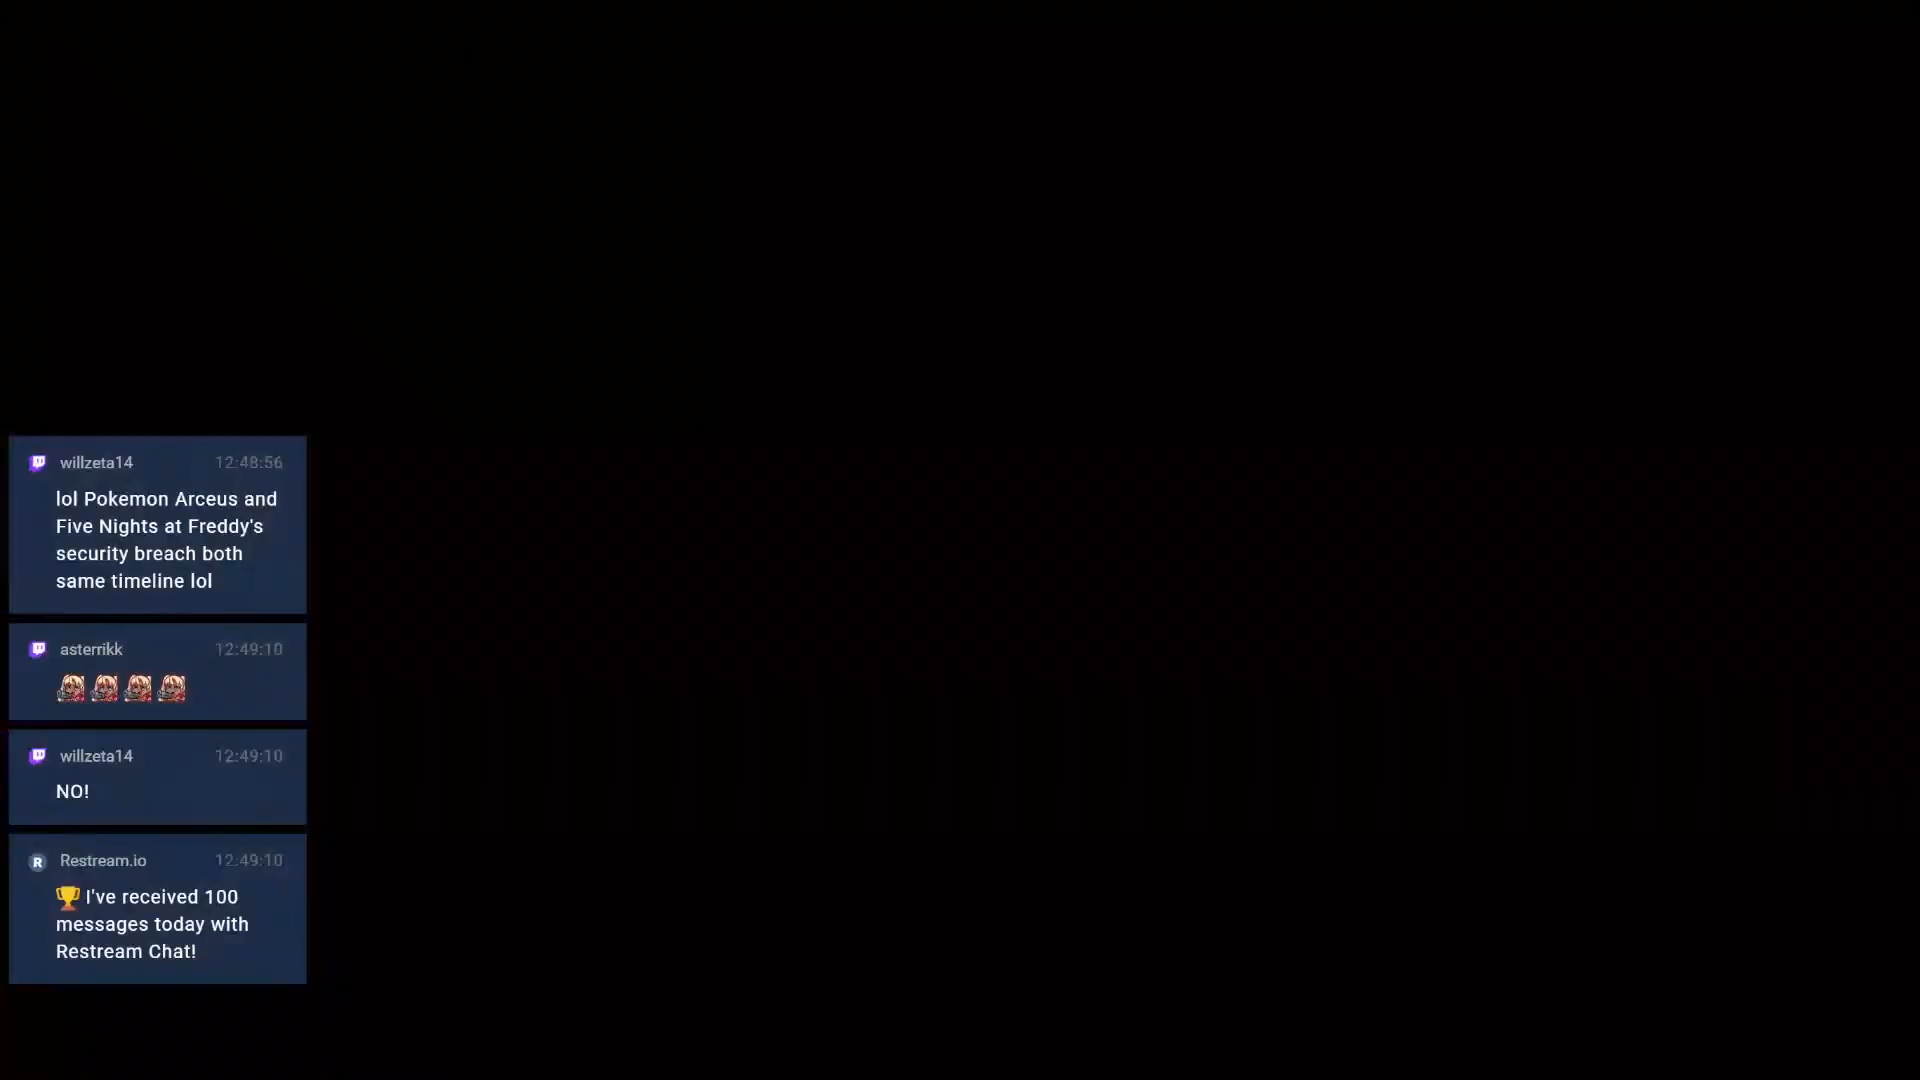 willzeta14 12:48:56
lol Pokemon Arceus and
Five Nights at Freddy's
security breach both
same timeline lol
asterrikk 12:49:10
willzeta14 12:49:10
NO!
R Restream.io 12:49:10
🏆 I've received 100
messages today with
Restream Chat!